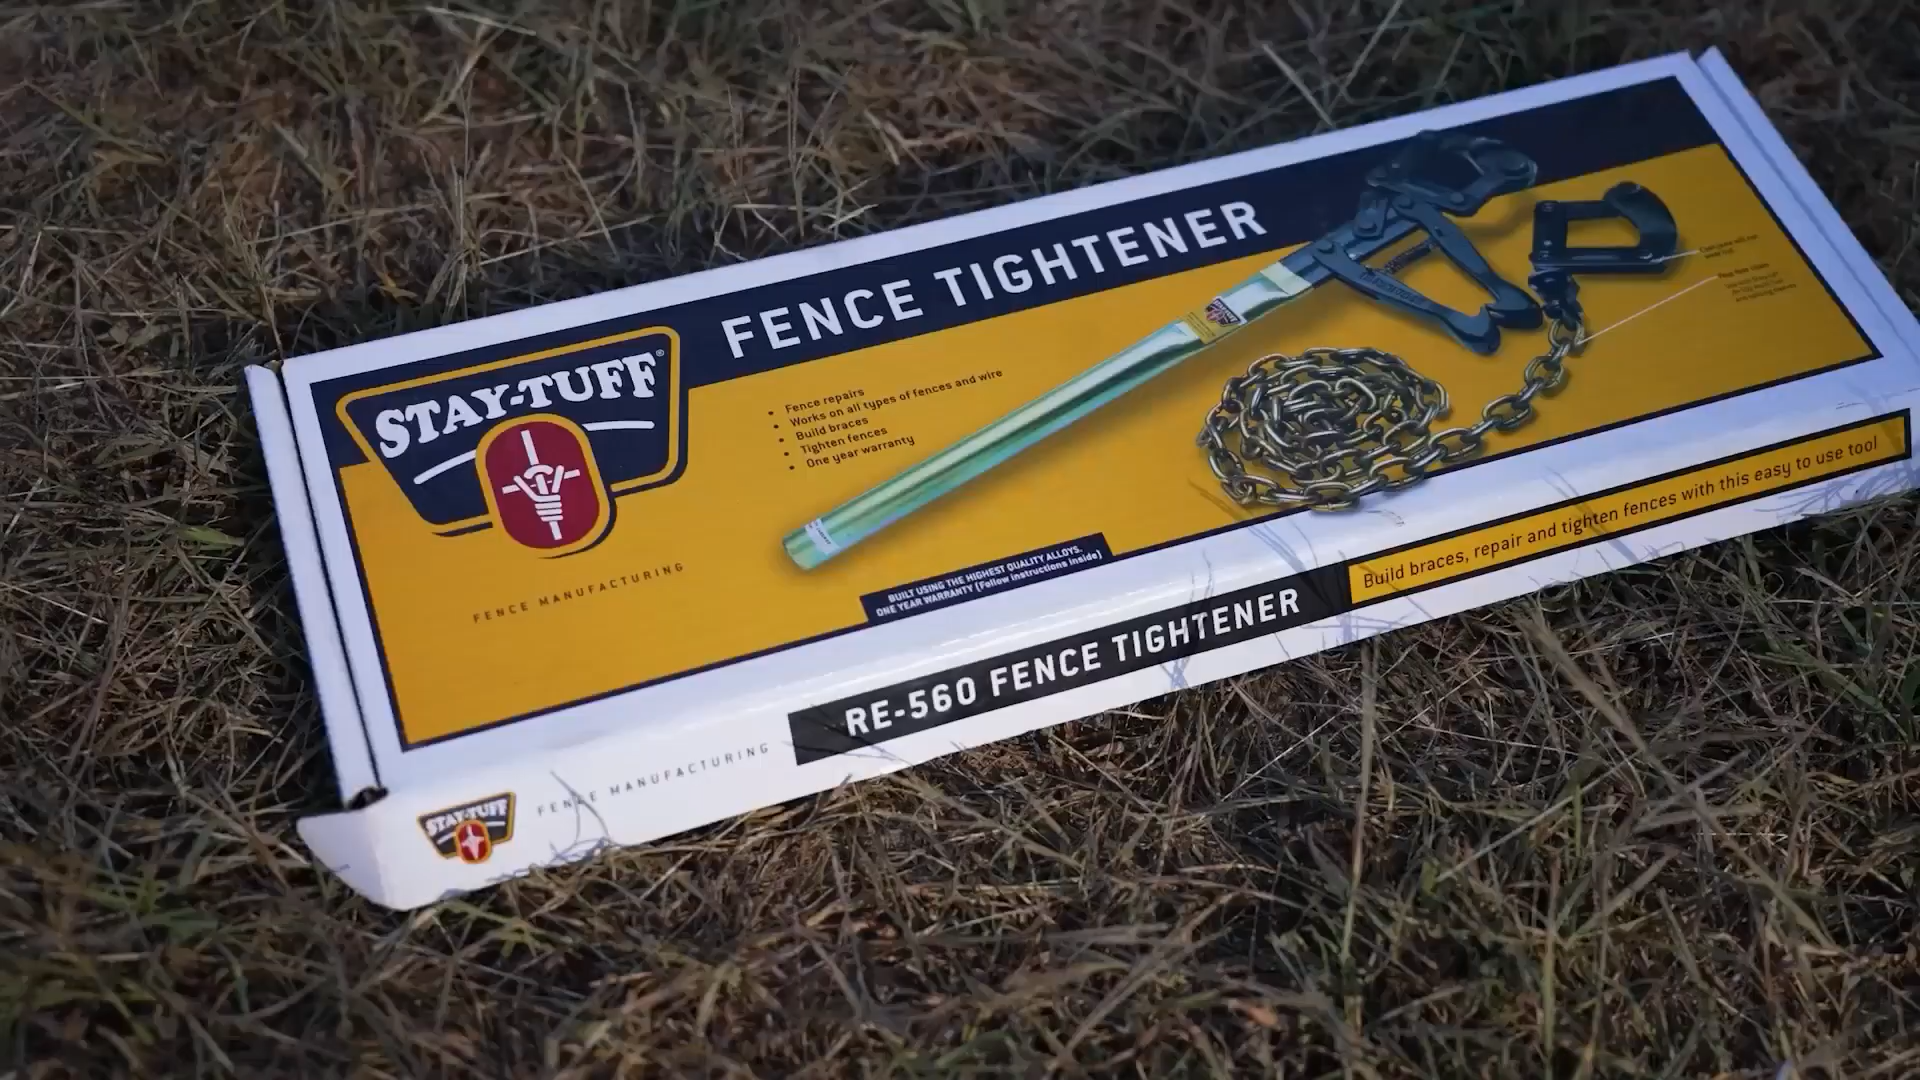 FENCE TIGHTENER
STAY-TUFF®
FENCE MANUFACTURING
Fence repairs
Works on all types of fences and wire
Build braces
Tighten fences
One year warranty
BUILT USING THE HIGHEST QUALITY ALLOYS.
ONE YEAR WARRANTY (Follow instructions inside)
STAY-TUFF
FENCE MANUFACTURING
RE-560 FENCE TIGHTENER
Build braces, repair and tighten fences with this easy to use tool